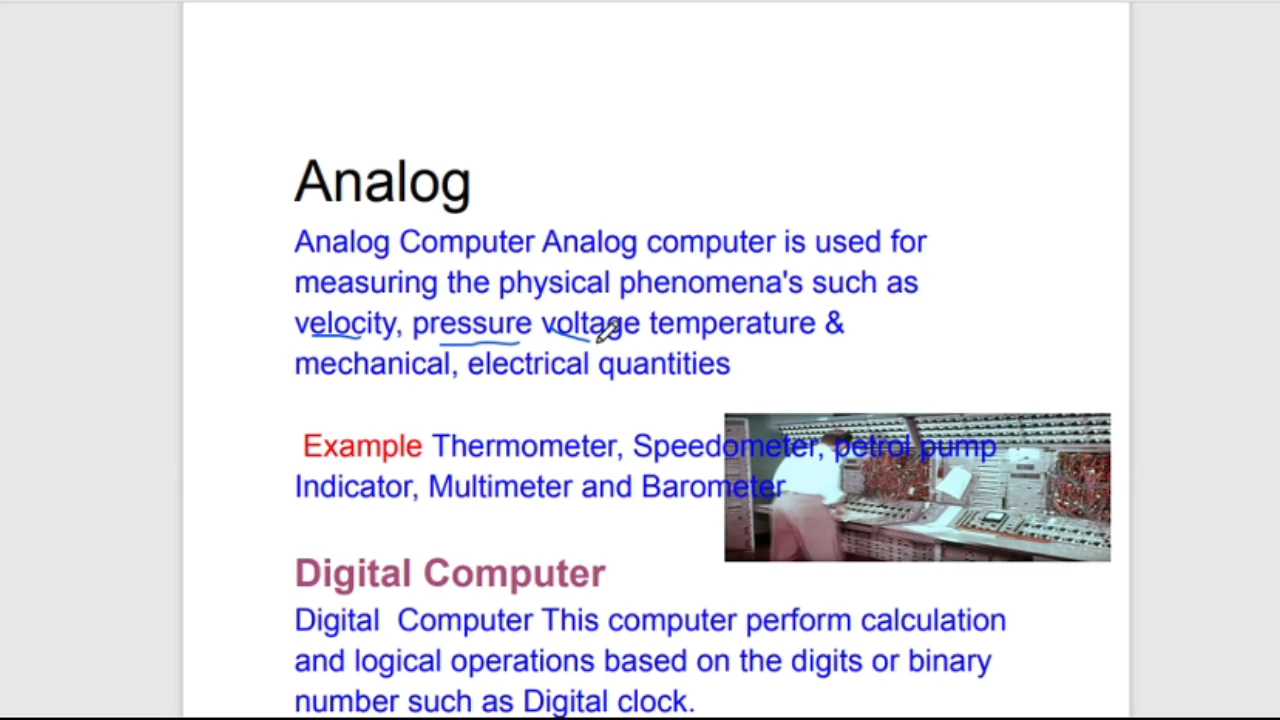 Analog
Analog Computer Analog computer is used for
measuring the physical phenomena's such as
velocity, pressure voltage temperature &
mechanical, electrical quantities
Example Thermometer, Speedometer, petrol pump
Indicator, Multimeter and Barometer
Digital Computer
Digital Computer This computer perform calculation
and logical operations based on the digits or binary
number such as Digital clock.